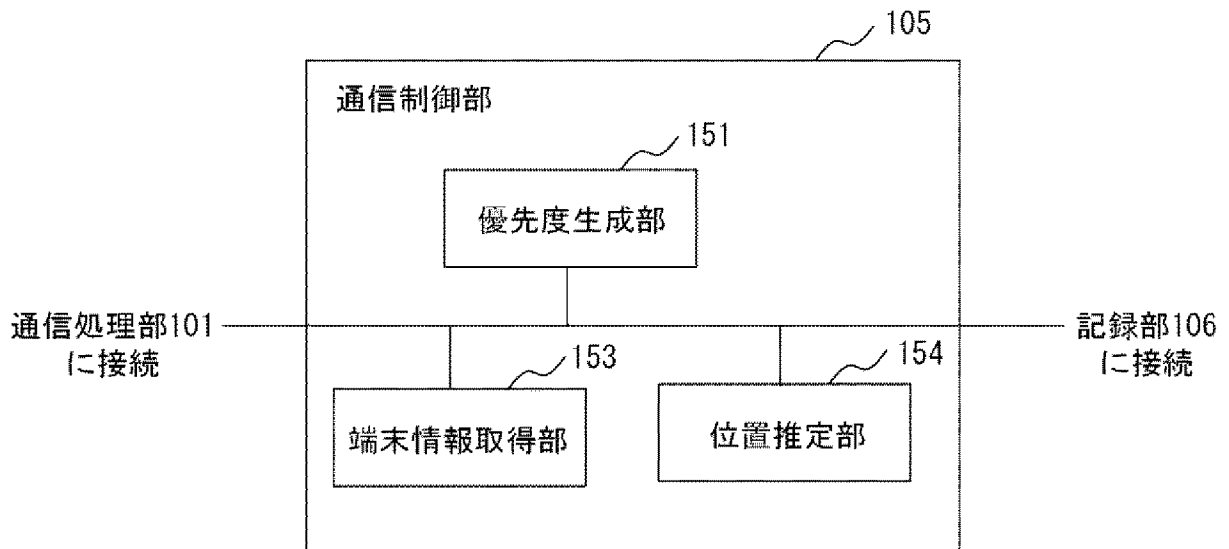 105
通信制御部
151
優先度生成部
通信処理部101
に接続
記録部106
に接続
153
154
端末情報取得部
位置推定部